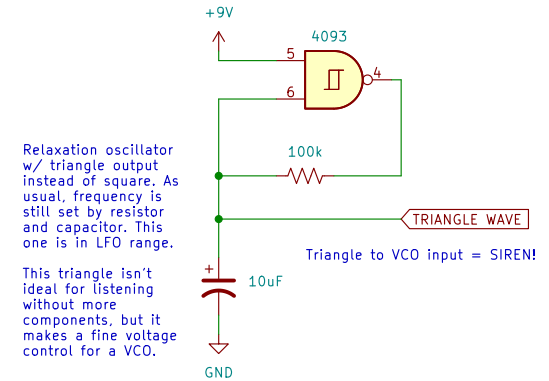 +9V
4093
5
4
6
100k
Relaxation oscillator
w/ triangle output
instead of square. As
usual, frequency is
still set by resistor
and capacitor. This
one is in LFO range.
TRIANGLE WAVE
Triangle to VCO input = SIREN!
This triangle isn't
ideal for listening
without more
components, but it
makes a fine voltage
control for a VCO.
+
10uF
GND